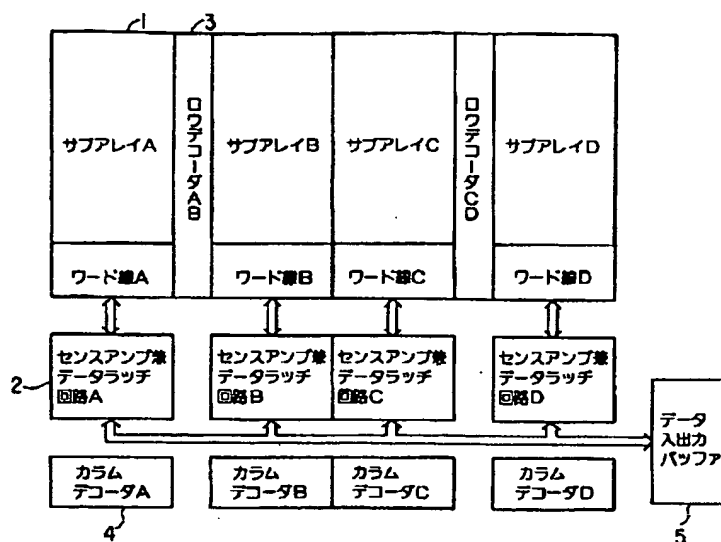 1
3
サブアレイA
ロウデコーダAB
サブアレイB
サブアレイC
ロウデコーダCD
サブアレイD
ワード線A
ワード線B
ワード線C
ワード線D
2
センスアンプ兼
データラッチ
回路A
センスアンプ兼
データラッチ
回路B
センスアンプ兼
データラッチ
回路C
センスアンプ兼
データラッチ
回路D
データ
入出力
バッファ
カラム
デコーダA
カラム
デコーダB
カラム
デコーダC
カラム
デコーダD
4
5